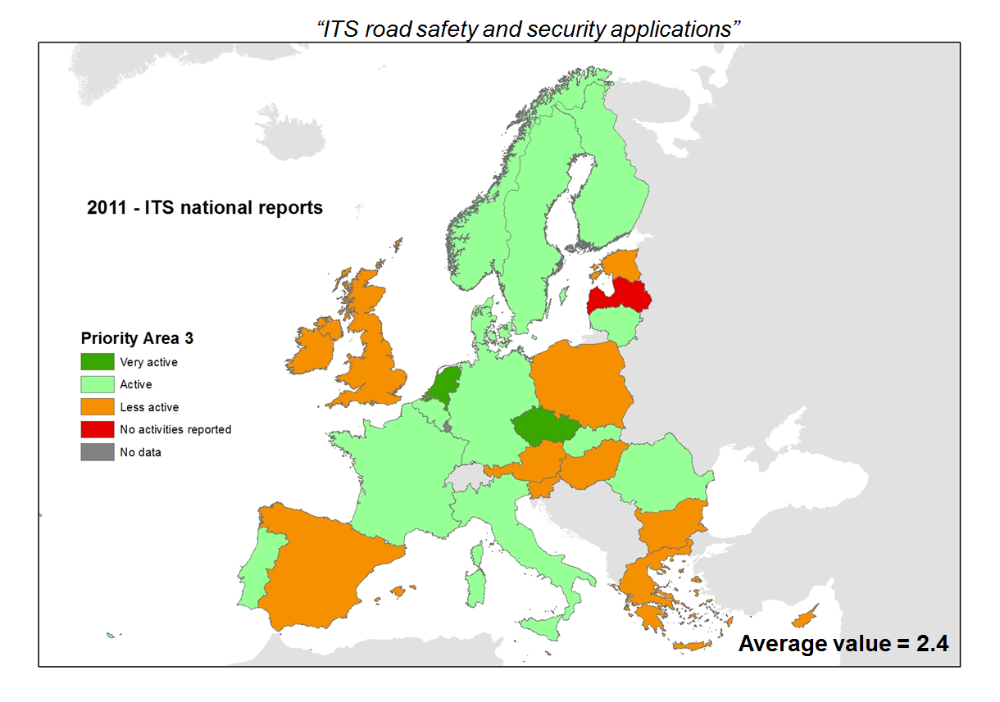 “ITS road safety and security applications”
2011 - ITS national reports
Priority Area 3
Very active
Active
Less active
No activities reported
No data
Average value = 2.4